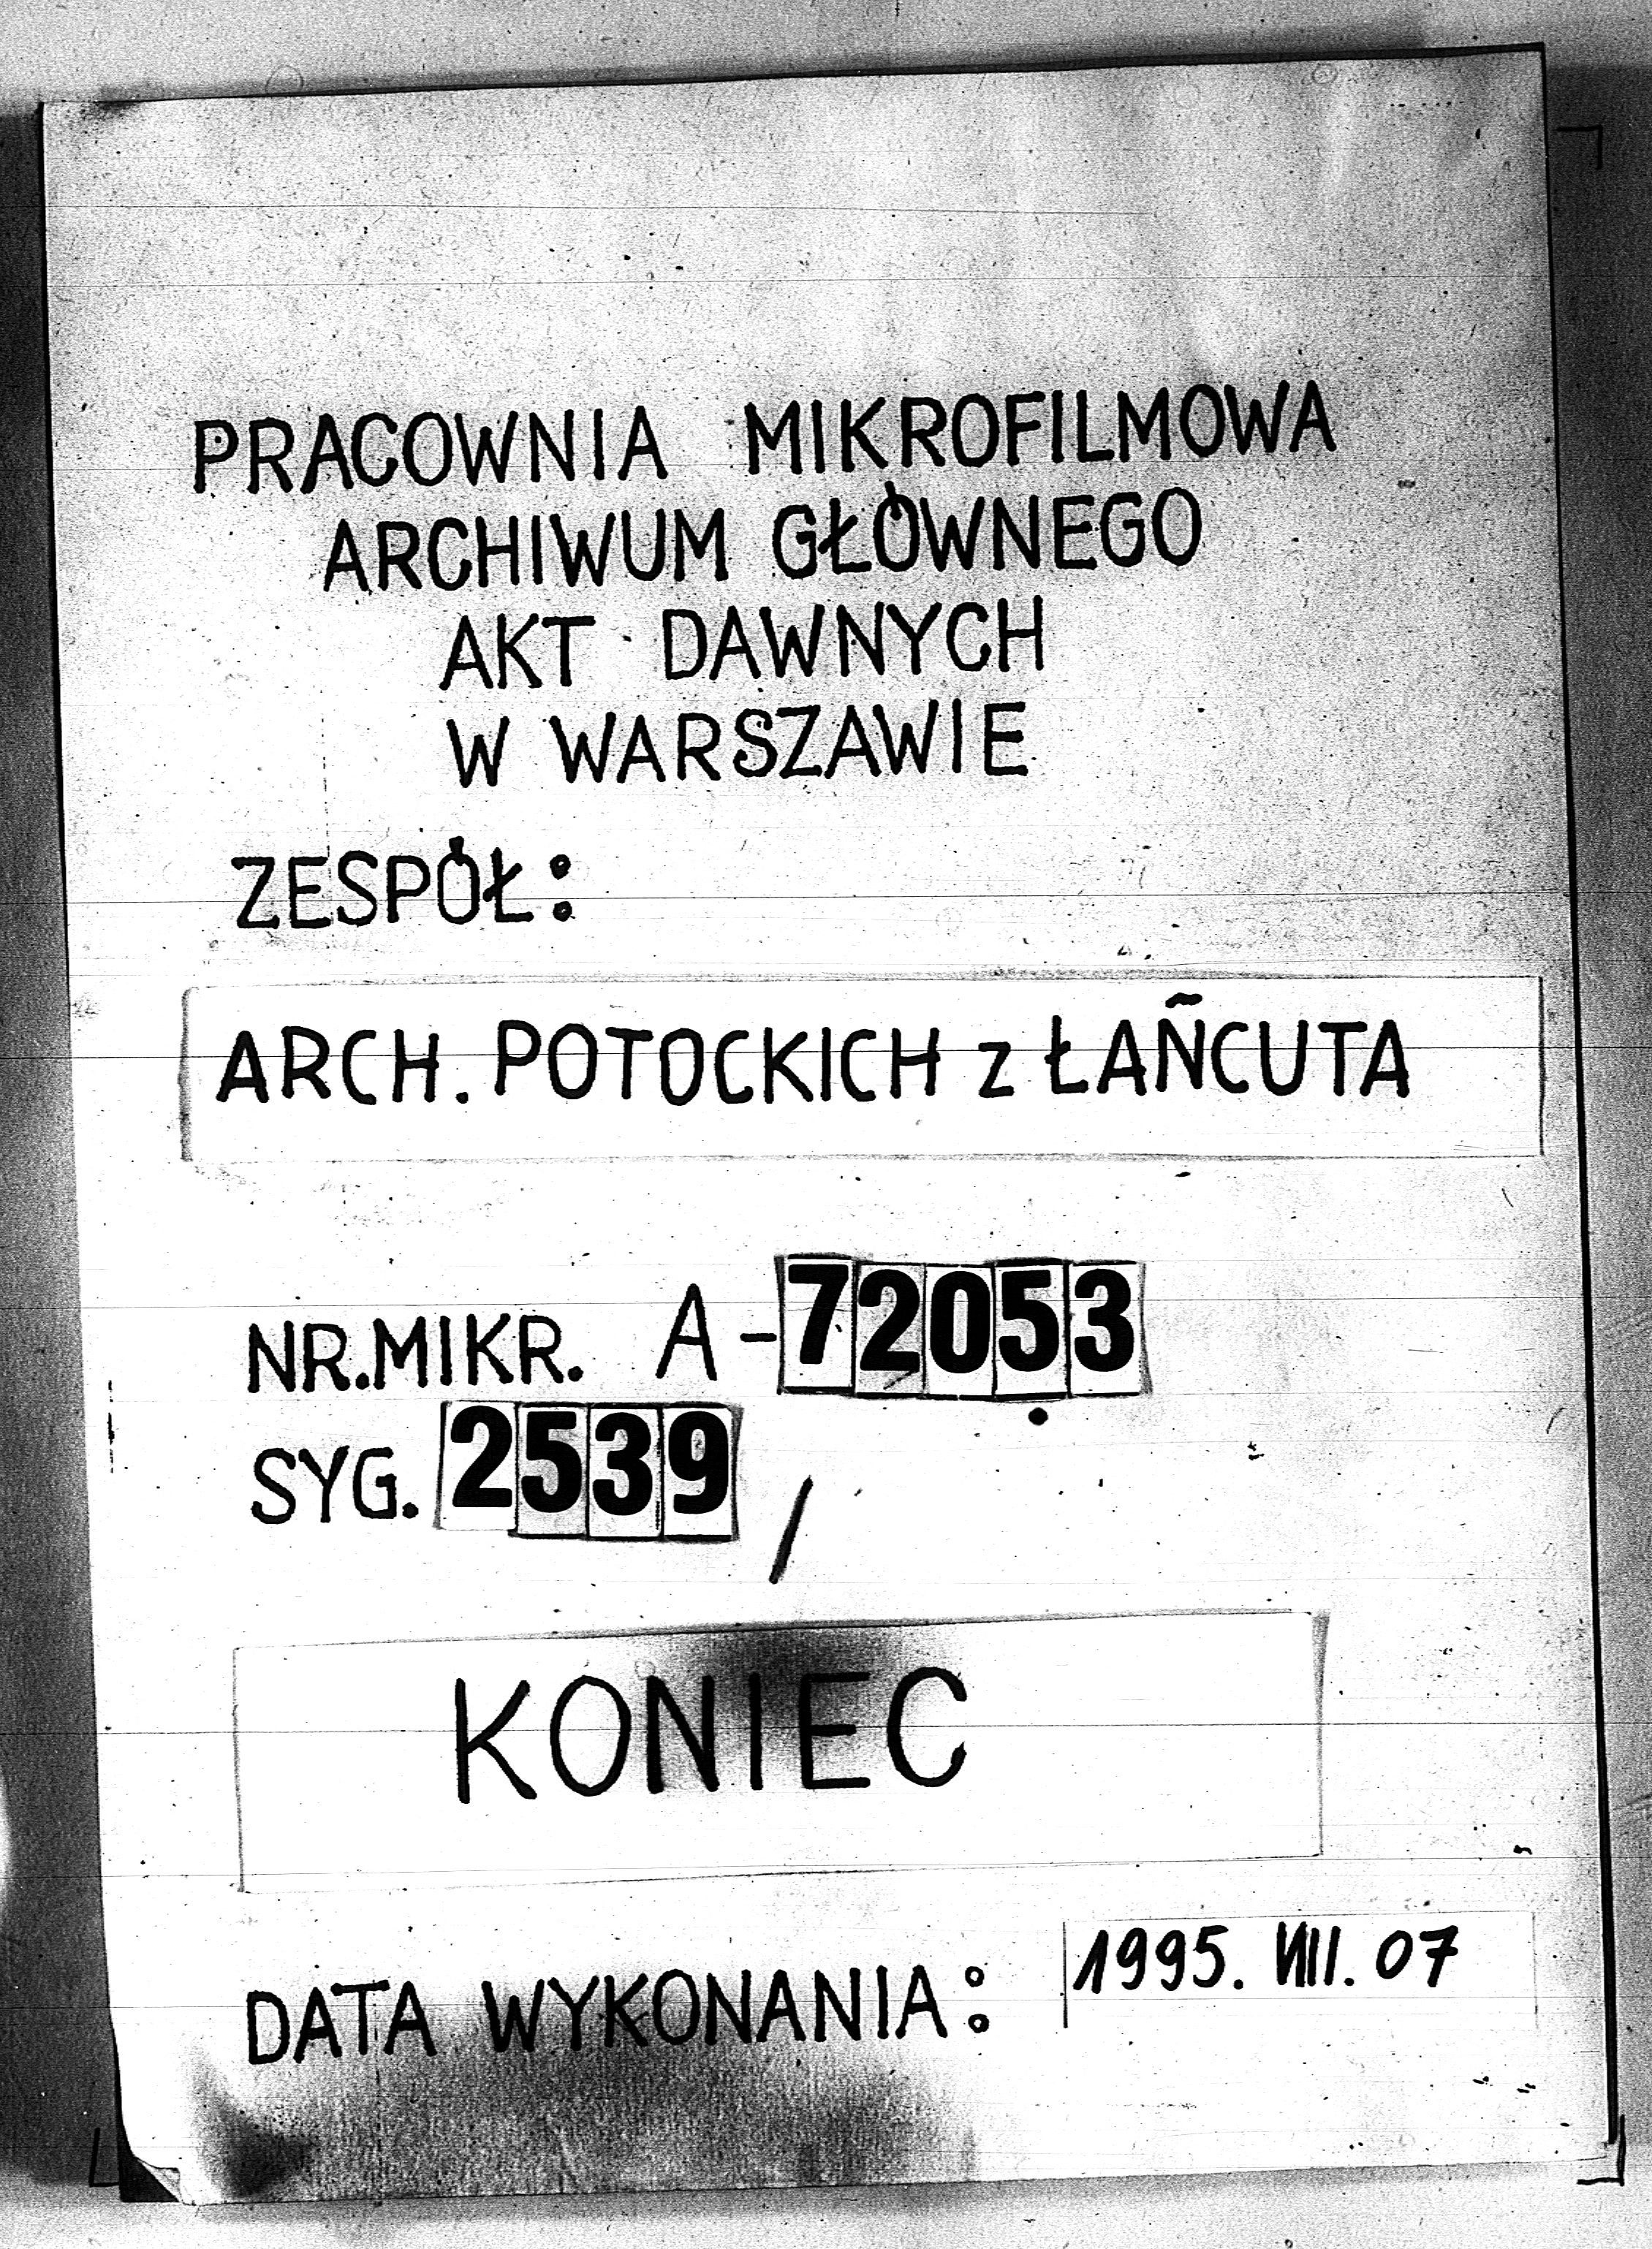 PRACOWNIA MIKROFILMOWA
ARCHIWUM GŁÓWNEGO
AKT DAWNYCH
W WARSZAWIE
ZESPÓŁ:
ARCH. POTOCKICH z ŁAŃCUTA
NR.MIKR. A-72053
SYG. 2539 /
KONIEC
DATA WYKONANIA: 1995. VIII. 07